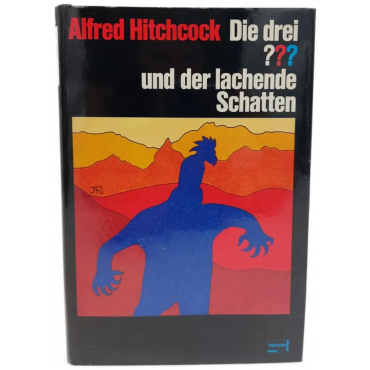 Alfred Hitchcock Die drei
???
und der lachende
Schatten